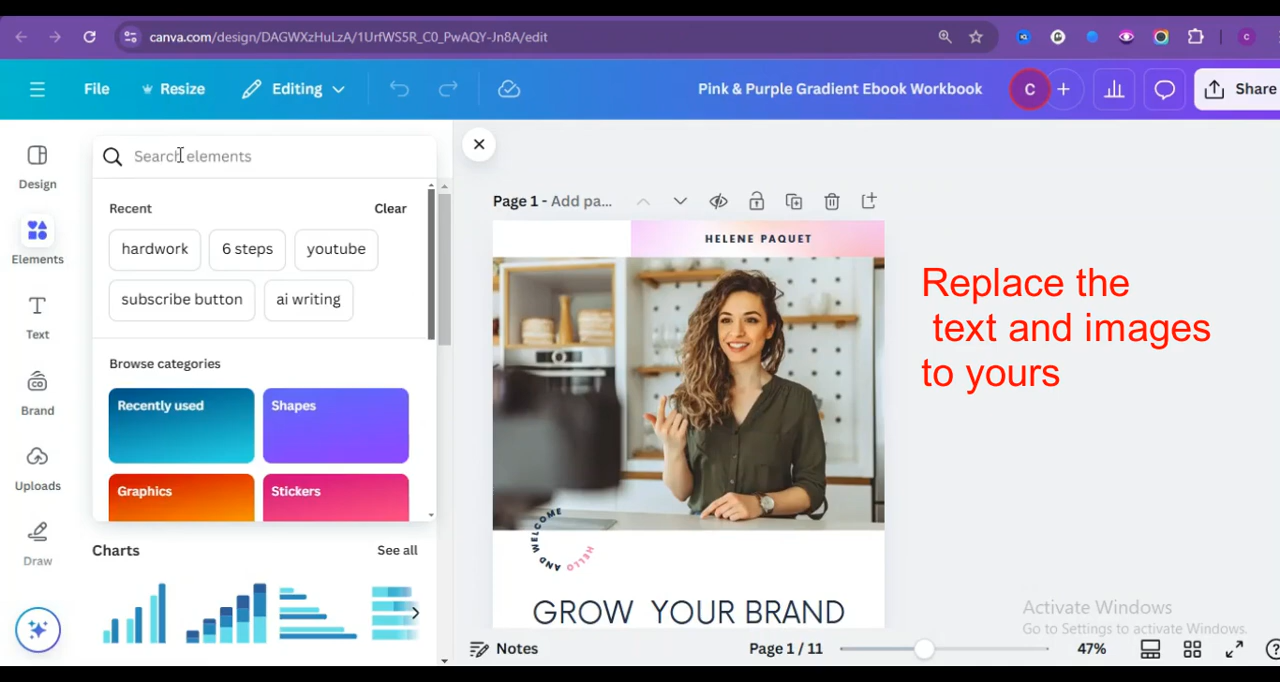 canva.com/design/DAGWXzHuLzA/1UrfWS5R_C0_PwAQY-Jn8A/edit
C
File
Resize
Editing
Pink & Purple Gradient Ebook Workbook
C
+
Share
Design
Elements
Text
Brand
Uploads
Draw
Search elements
Recent
Clear
hardwork
6 steps
youtube
subscribe button
ai writing
Browse categories
Recently used
Shapes
Graphics
Stickers
Charts
See all
Page 1 - Add pa...
HELENE PAQUET
HELLO AND WELCOME
GROW YOUR BRAND
Replace the
text and images
to yours
Activate Windows
Go to Settings to activate Windows.
Notes
Page 1 / 11
47%